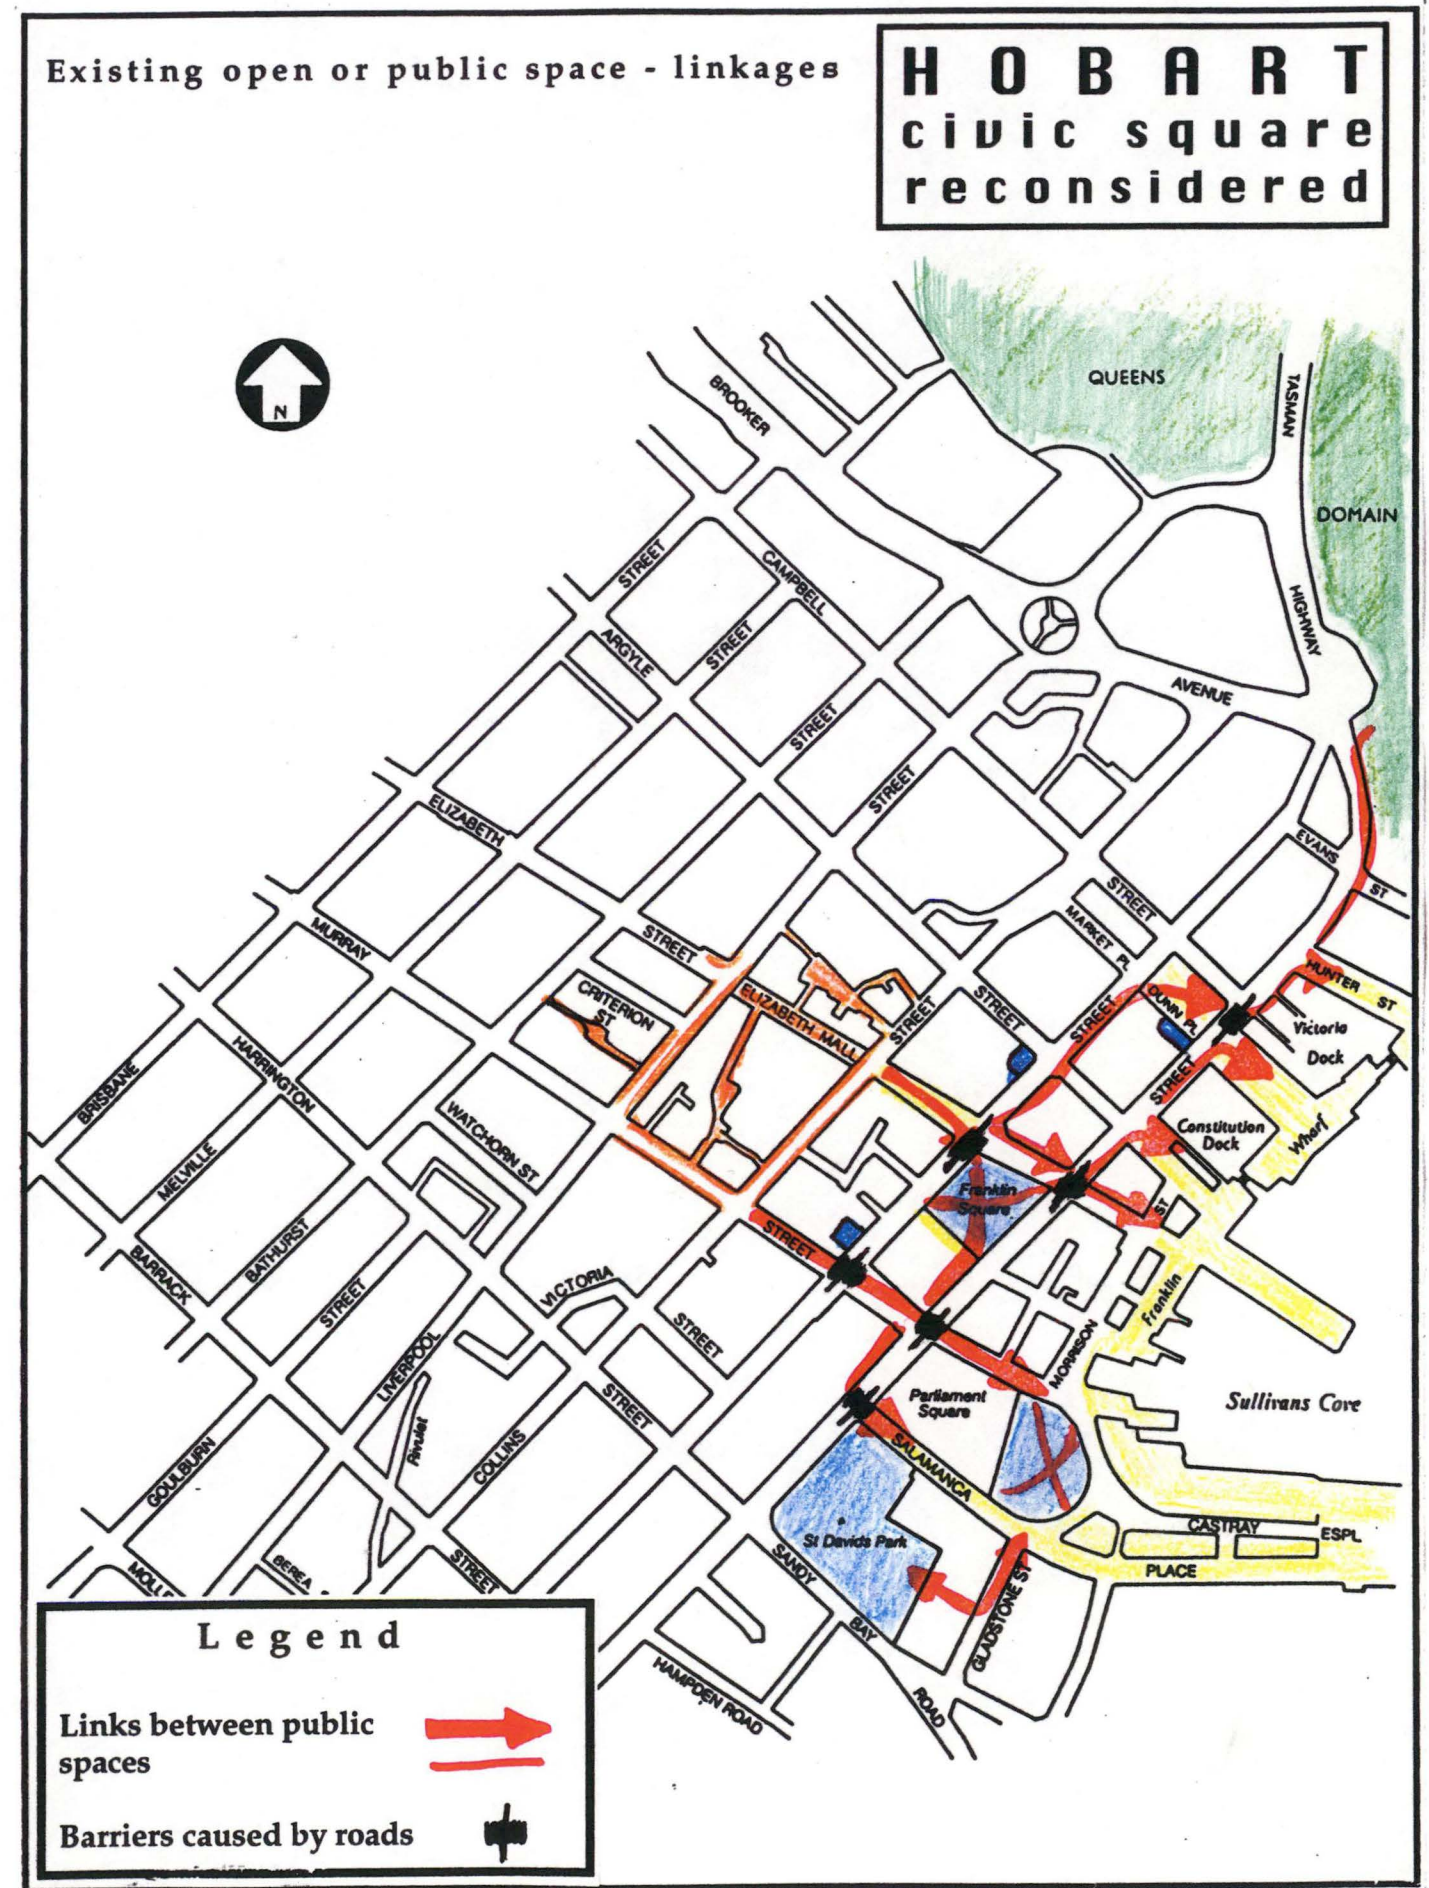 Existing open or public space - linkages
HOBART
civic square
reconsidered
N
QUEENS
TASMAN
BROOKER
DOMAIN
STREET
CAMPBELL
HIGHWAY
ARGYLE
STREET
AVENUE
STREET
STREET
ELIZABETH
EVANS
ST
STREET
MARKET PL
MURRAY
STREET
HUNTER ST
CRITERION
ST
ELIZABETH MALL
STREET
STREET
STREET
DUNN PL
Victoria
Dock
HARRINGTON
BRISBANE
STREET
WATCHORN ST
Constitution
Dock
Wharf
MELVILLE
Franklin
Square
ST
STREET
BARRACK
BATHURST
STREET
VICTORIA
STREET
Franklin
MORRISON
LIVERPOOL
Parliament
Square
Sullivans Cove
STREET
Rivulet
COLLINS
GOULBURN
SALAMANCA
CASTRAY
ESPL
St Davids Park
PLACE
SANDY
BAY
ROAD
GLADSTONE ST
STREET
BEREA
MOLLE
HAMPDEN ROAD
Legend
Links between public
spaces
Barriers caused by roads